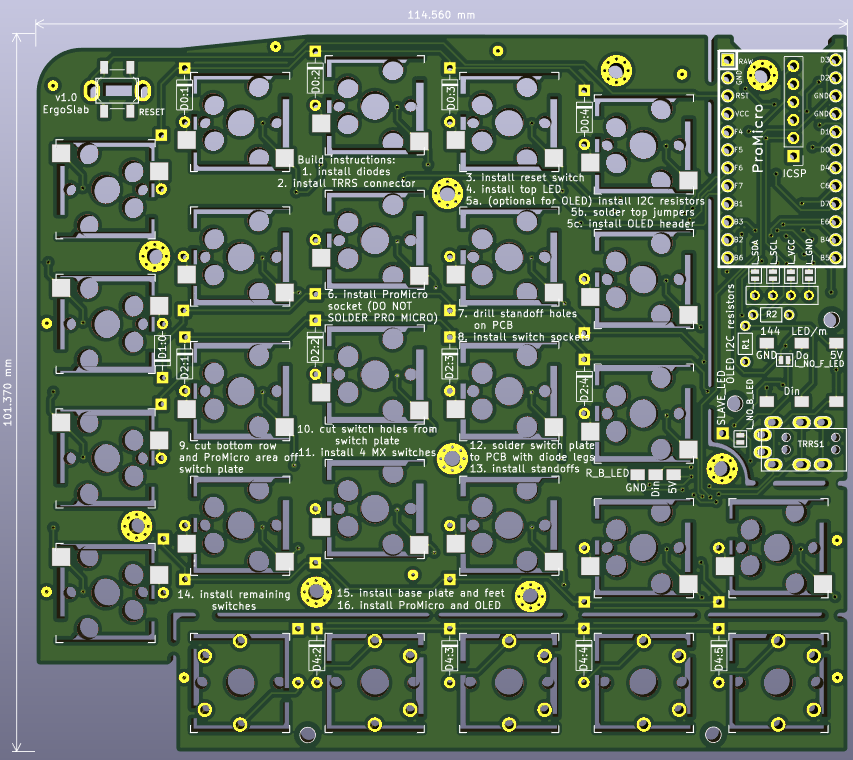 114.560 mm
101.370 mm
v1.0
ErgoSlab
RESET
D0:1
D0:2
D0:3
D0:4
Build instructions:
1. install diodes
2. install TRRS connector
3. install reset switch
4. install top LED
5a. (optional for OLED) install I2C resistors
5b. solder top jumpers
5c. install OLED header
RAW
GND
RST
VCC
F4
F5
F6
F7
B1
B3
B2
B6
ProMicro
ICSP
D3
D2
GND
GND
D1
D0
D4
C6
D7
E6
B4
B5
L_SDA
L_SCL
L_VCC
L_GND
6. install ProMicro
socket (DO NOT
SOLDER PRO MICRO)
7. drill standoff holes
on PCB
8. install switch sockets
R2
R1
OLED I2C resistors
144 LED/m
GND
Do
5V
L_NO_F_LED
Din
SLAVE_LED
L_NO_B_LED
TRRS1
D1:0
D2:1
D2:2
D2:3
D2:4
9. cut bottom row
and ProMicro area off
switch plate
10. cut switch holes from
switch plate
11. install 4 MX switches
12. solder switch plate
to PCB with diode legs
13. install standoffs
R_B_LED
GND
Din
5V
14. install remaining
switches
15. install base plate and feet
16. install ProMicro and OLED
D4:2
D4:3
D4:4
D4:5